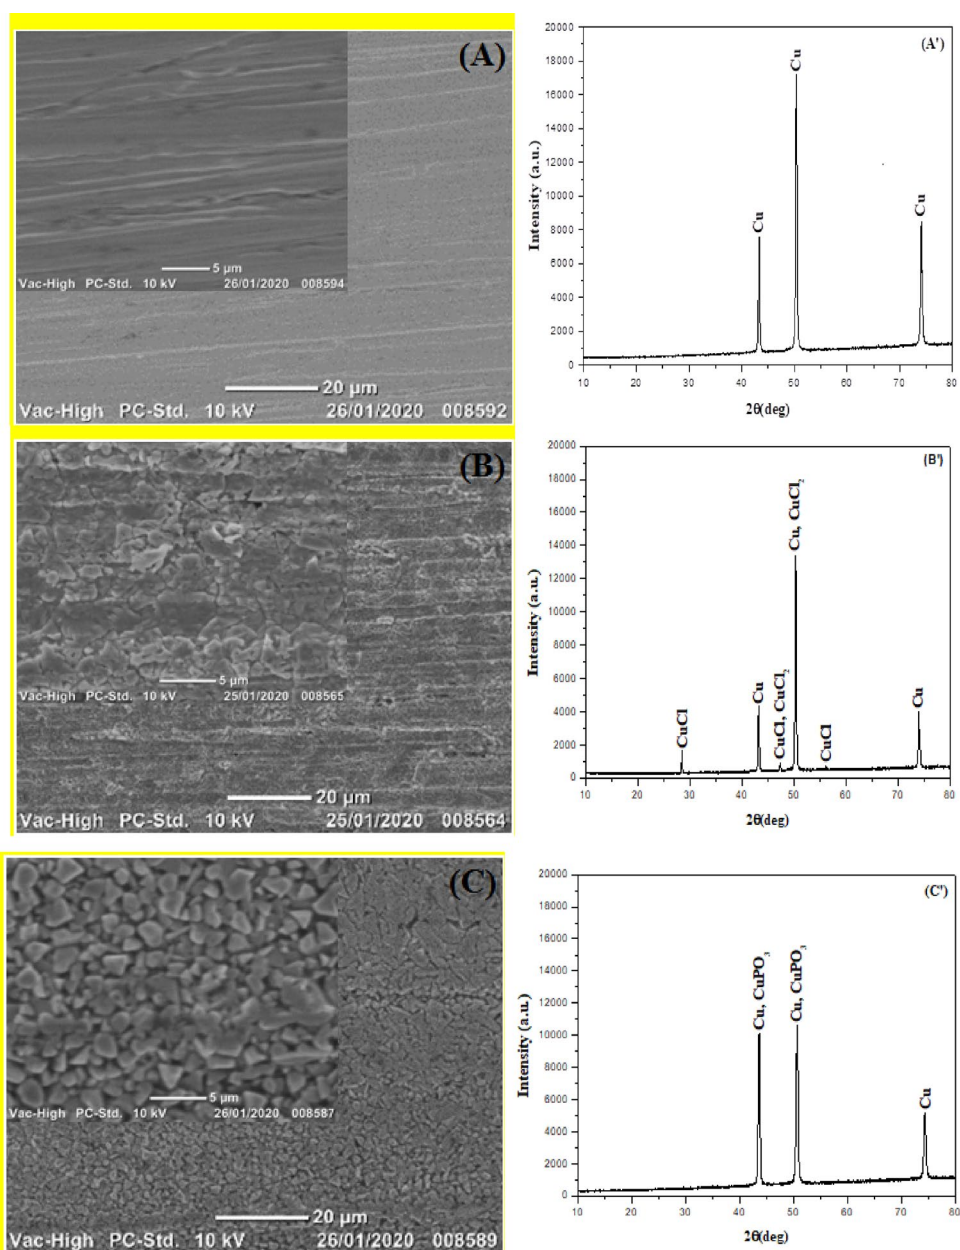 (A)
5 μm
Vac-High PC-Std. 10 kV 26/01/2020 008594
20 μm
Vac-High PC-Std. 10 kV 26/01/2020 008592
(A')
20000
18000
16000
14000
12000
10000
8000
6000
4000
2000
0
Intensity (a.u.)
Cu
Cu
Cu
10 20 30 40 50 60 70 80
2θ(deg)
(B)
5 μm
Vac-High PC-Std. 10 kV 25/01/2020 008565
20 μm
Vac-High PC-Std. 10 kV 25/01/2020 008564
(B')
20000
18000
16000
14000
12000
10000
8000
6000
4000
2000
0
Intensity (a.u.)
CuCl
Cu
CuCl, CuCl₂
Cu, CuCl₂
CuCl
Cu
10 20 30 40 50 60 70 80
2θ(deg)
(C)
5 μm
Vac-High PC-Std. 10 kV 26/01/2020 008587
20 μm
Vac-High PC-Std. 10 kV 26/01/2020 008589
(C')
20000
18000
16000
14000
12000
10000
8000
6000
4000
2000
0
Intensity (a.u.)
Cu, CuPO₃
Cu, CuPO₃
Cu
10 20 30 40 50 60 70 80
2θ(deg)